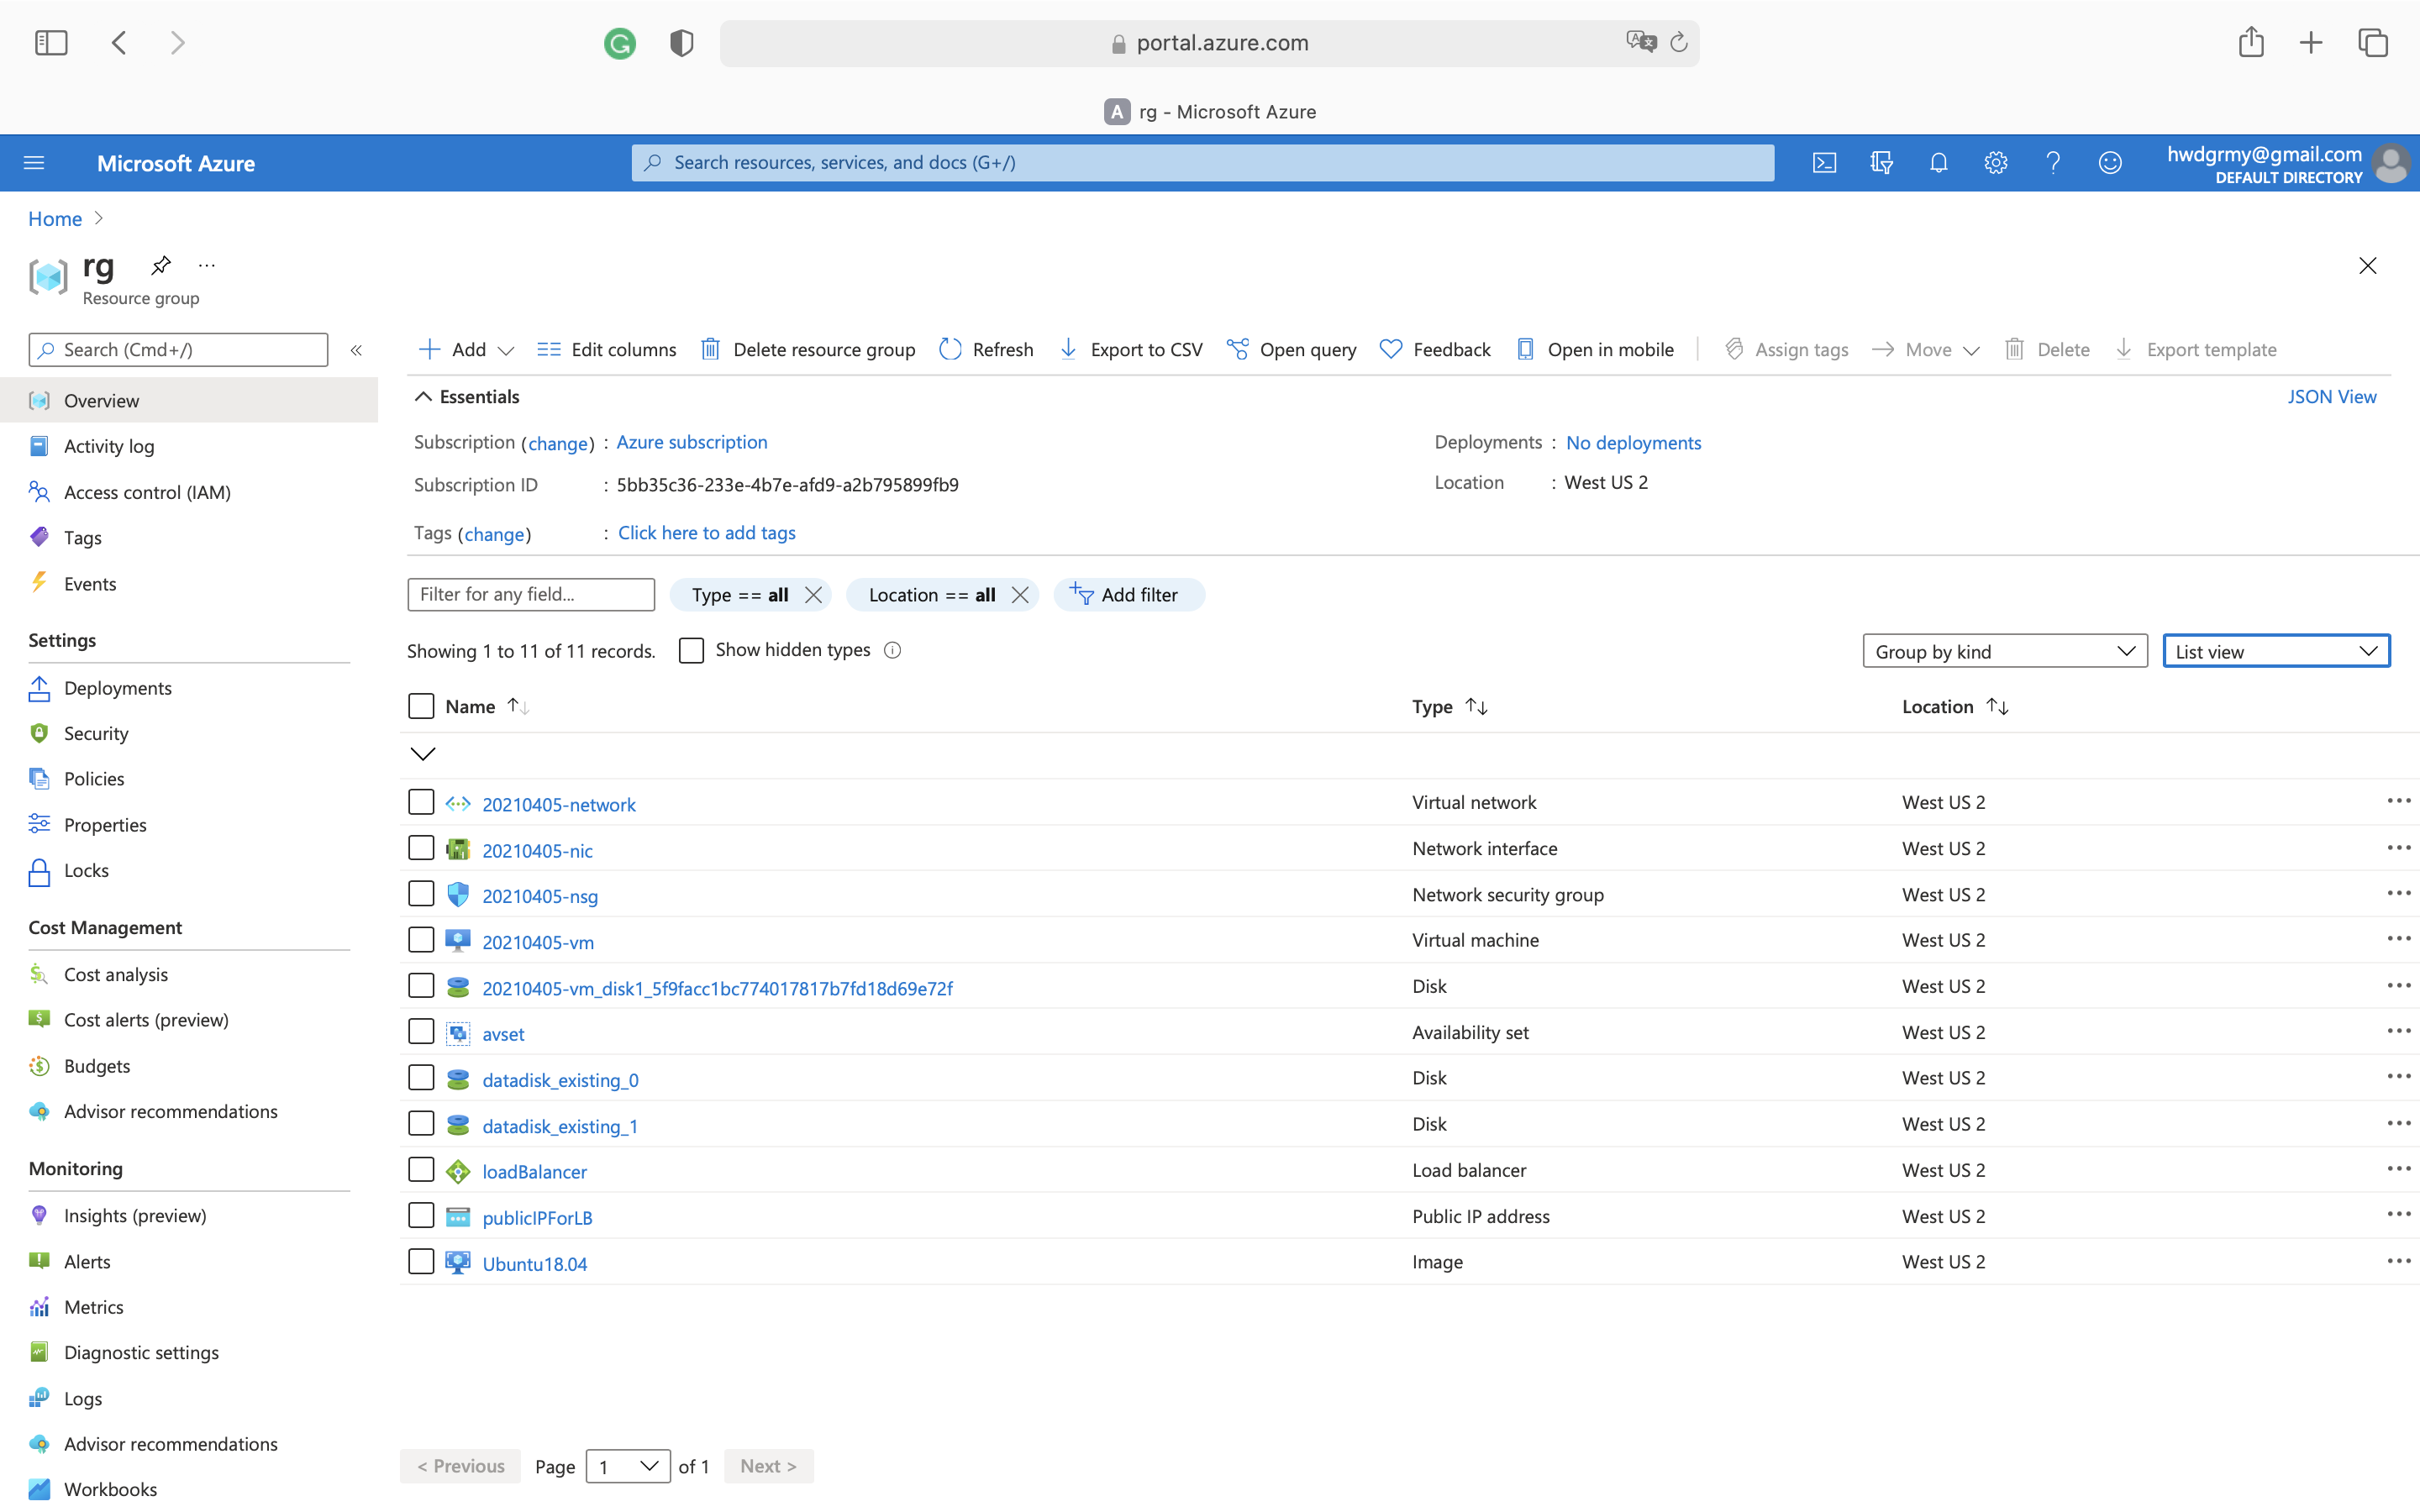 portal.azure.com
A rg - Microsoft Azure
Microsoft Azure
Search resources, services, and docs (G+/)
hwdgrmy@gmail.com
DEFAULT DIRECTORY
Home
rg
...
Resource group
Search (Cmd+/)
«
Add
Edit columns
Delete resource group
Refresh
Export to CSV
Open query
Feedback
Open in mobile
Assign tags
Move
Delete
Export template
Overview
Activity log
Access control (IAM)
Tags
Events
Settings
Deployments
Security
Policies
Properties
Locks
Cost Management
Cost analysis
Cost alerts (preview)
Budgets
Advisor recommendations
Monitoring
Insights (preview)
Alerts
Metrics
Diagnostic settings
Logs
Advisor recommendations
Workbooks
Essentials
JSON View
Subscription (change) : Azure subscription
Deployments : No deployments
Subscription ID : 5bb35c36-233e-4b7e-afd9-a2b795899fb9
Location : West US 2
Tags (change) : Click here to add tags
Filter for any field...
Type == all
Location == all
Add filter
Showing 1 to 11 of 11 records.
Show hidden types
Group by kind
List view
Name Type Location
20210405-network Virtual network West US 2
20210405-nic Network interface West US 2
20210405-nsg Network security group West US 2
20210405-vm Virtual machine West US 2
20210405-vm_disk1_5f9facc1bc774017817b7fd18d69e72f Disk West US 2
avset Availability set West US 2
datadisk_existing_0 Disk West US 2
datadisk_existing_1 Disk West US 2
loadBalancer Load balancer West US 2
publicIPForLB Public IP address West US 2
Ubuntu18.04 Image West US 2
< Previous Page 1 of 1 Next >